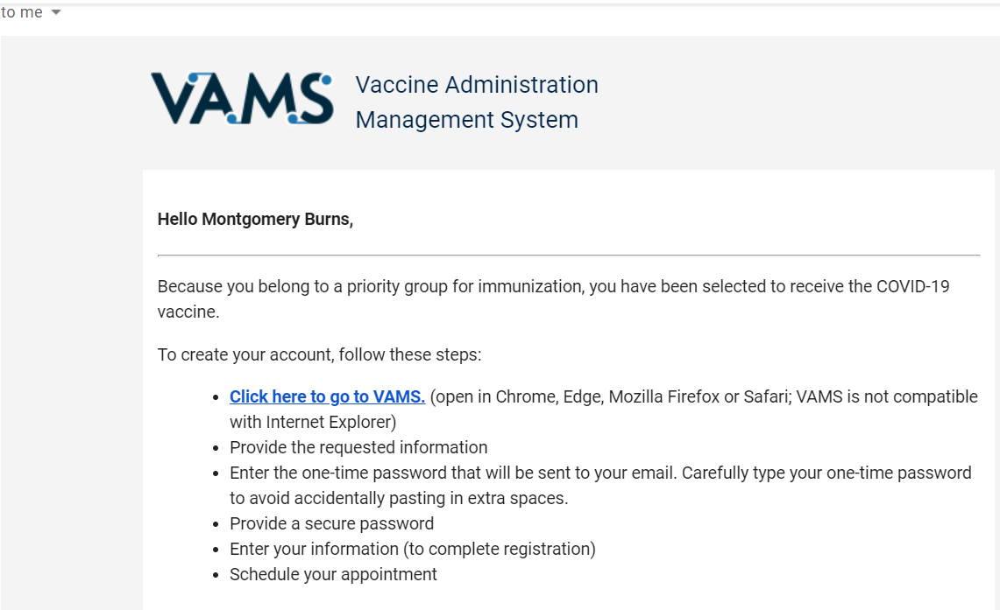 to me
VAMS Vaccine Administration
Management System
Hello Montgomery Burns,
Because you belong to a priority group for immunization, you have been selected to receive the COVID-19
vaccine.
To create your account, follow these steps:
• Click here to go to VAMS. (open in Chrome, Edge, Mozilla Firefox or Safari; VAMS is not compatible
with Internet Explorer)
• Provide the requested information
• Enter the one-time password that will be sent to your email. Carefully type your one-time password
to avoid accidentally pasting in extra spaces.
• Provide a secure password
• Enter your information (to complete registration)
• Schedule your appointment